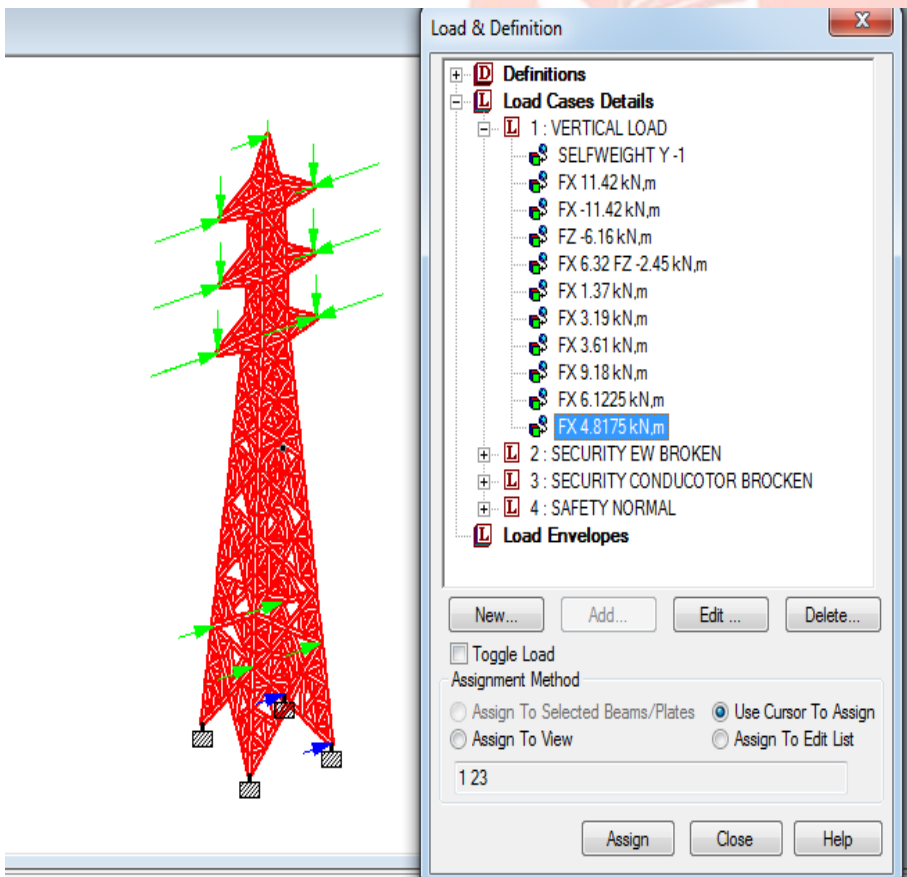 Load & Definition
X
D Definitions
L Load Cases Details
L 1 : VERTICAL LOAD
SELFWEIGHT Y -1
FX 11.42 kN,m
FX -11.42 kN,m
FZ -6.16 kN,m
FX 6.32 FZ -2.45 kN,m
FX 1.37 kN,m
FX 3.19 kN,m
FX 3.61 kN,m
FX 9.18 kN,m
FX 6.1225 kN,m
FX 4.8175 kN,m
L 2 : SECURITY EW BROKEN
L 3 : SECURITY CONDUCOTOR BROCKEN
L 4 : SAFETY NORMAL
L Load Envelopes
New... Add... Edit ... Delete...
Toggle Load
Assignment Method
Assign To Selected Beams/Plates Use Cursor To Assign
Assign To View Assign To Edit List
1 23
Assign Close Help